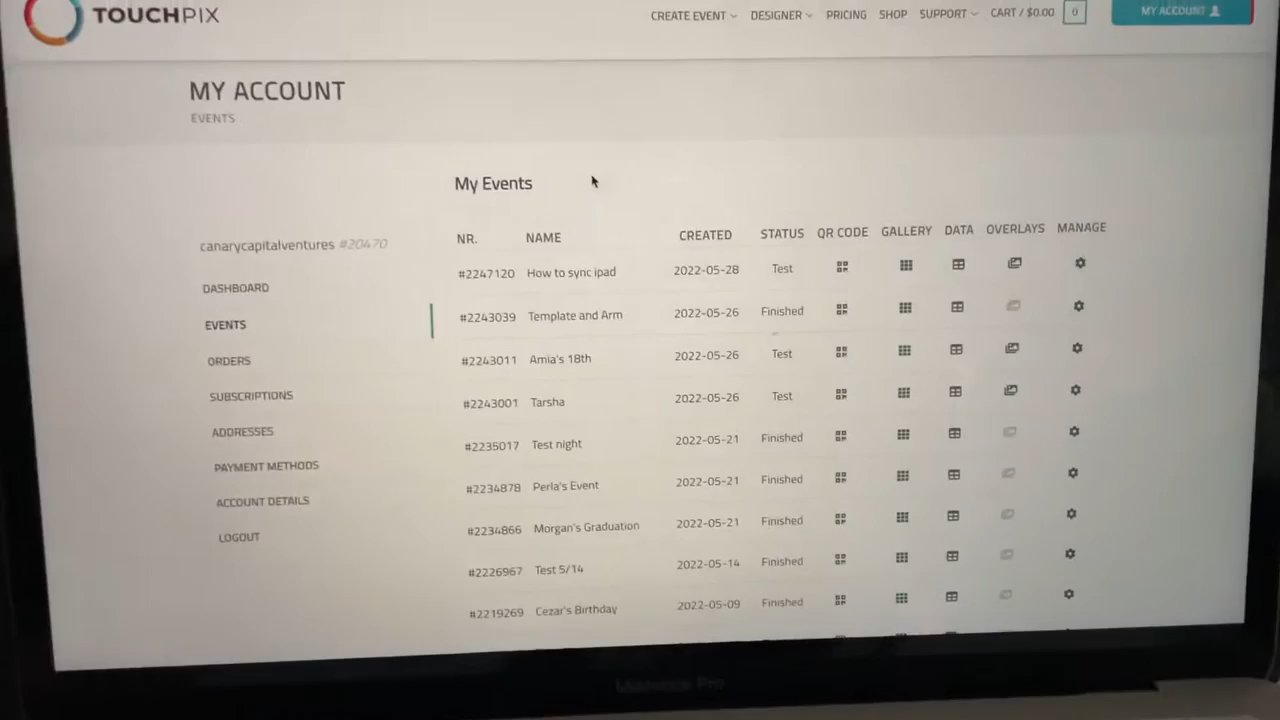 TOUCHPIX
CREATE EVENT DESIGNER PRICING SHOP SUPPORT CART / $0.00 0 MY ACCOUNT
MY ACCOUNT
EVENTS
My Events
canarycapitalventures #20470
DASHBOARD
EVENTS
ORDERS
SUBSCRIPTIONS
ADDRESSES
PAYMENT METHODS
ACCOUNT DETAILS
LOGOUT
NR. NAME CREATED STATUS QR CODE GALLERY DATA OVERLAYS MANAGE
#2247120 How to sync ipad 2022-05-28 Test
#2243039 Template and Arm 2022-05-26 Finished
#2243011 Amia's 18th 2022-05-26 Test
#2243001 Tarsha 2022-05-26 Test
#2235017 Test night 2022-05-21 Finished
#2234878 Perla's Event 2022-05-21 Finished
#2234866 Morgan's Graduation 2022-05-21 Finished
#2226967 Test 5/14 2022-05-14 Finished
#2219269 Cezar's Birthday 2022-05-09 Finished